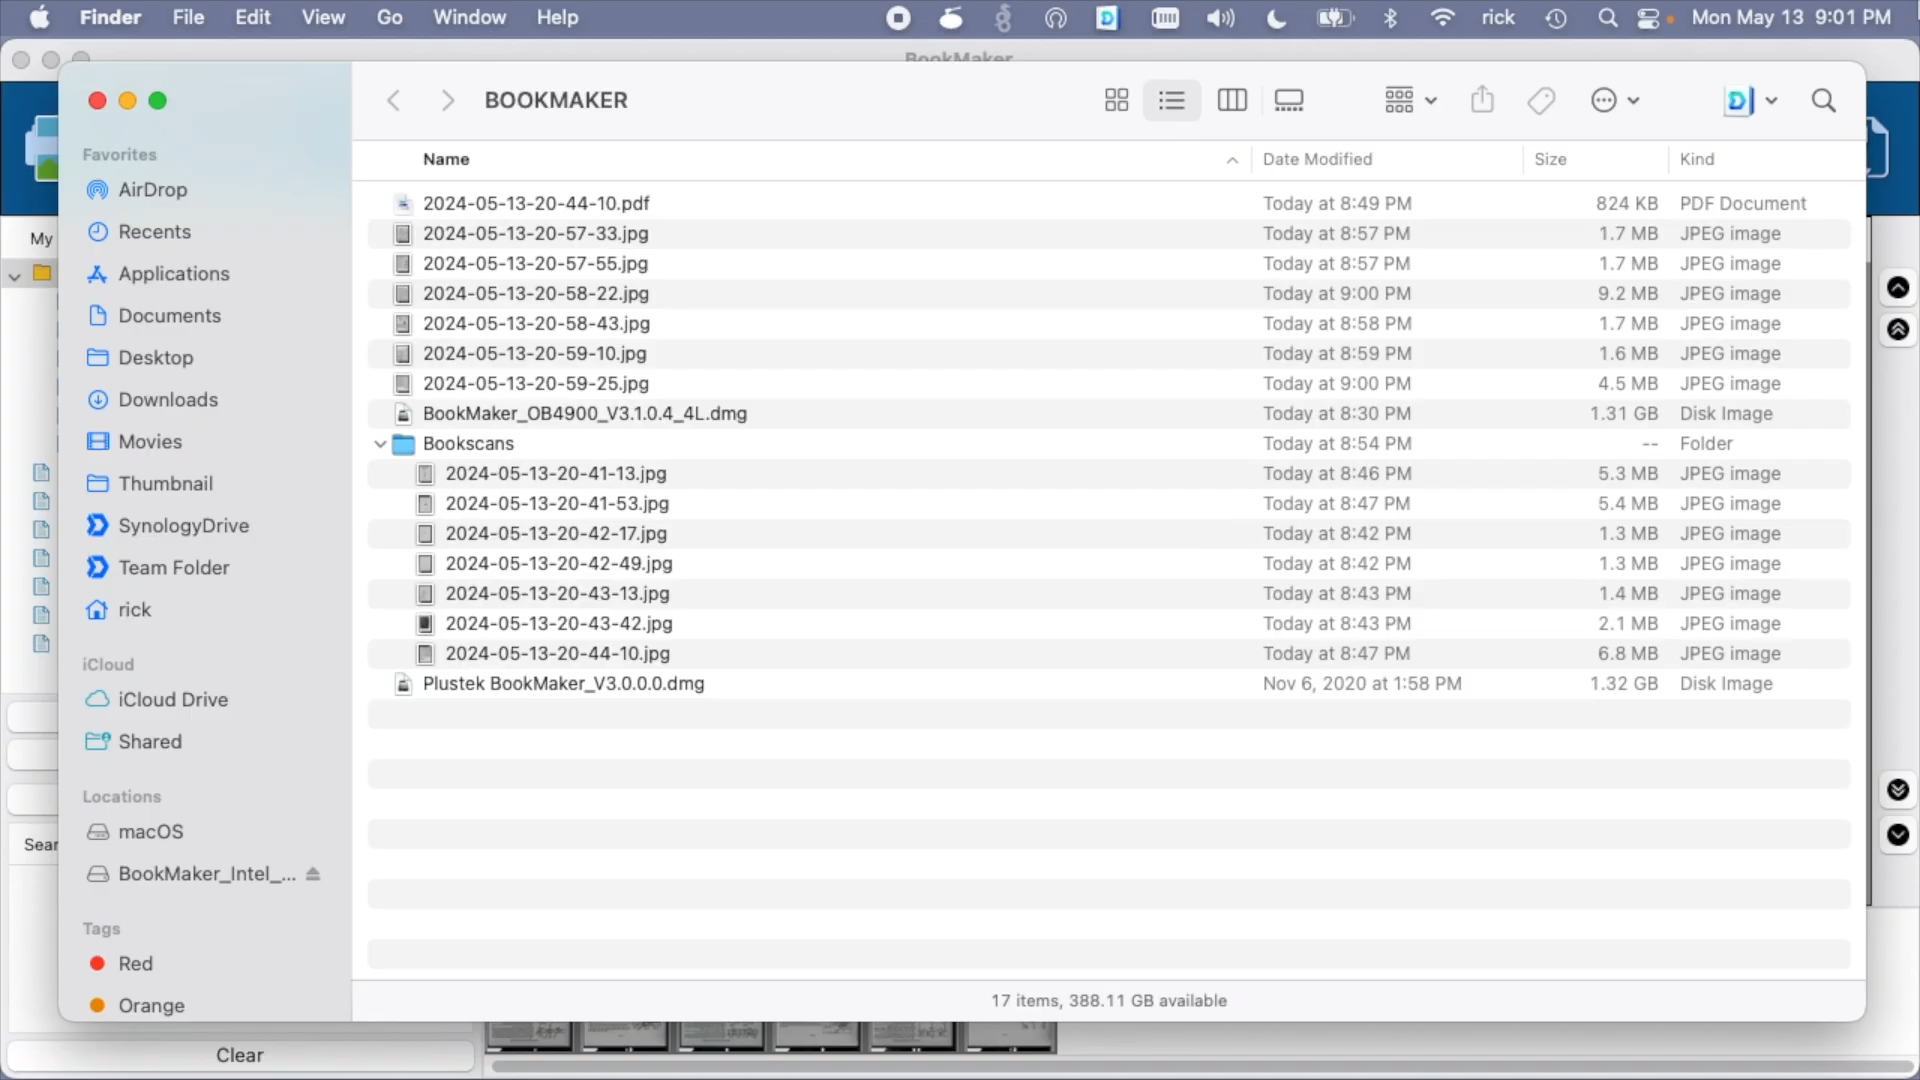 Finder File Edit View Go Window Help rick Mon May 13 9:01 PM
BookMaker
BOOKMAKER
Name Date Modified Size Kind
2024-05-13-20-44-10.pdf Today at 8:49 PM 824 KB PDF Document
2024-05-13-20-57-33.jpg Today at 8:57 PM 1.7 MB JPEG image
2024-05-13-20-57-55.jpg Today at 8:57 PM 1.7 MB JPEG image
2024-05-13-20-58-22.jpg Today at 9:00 PM 9.2 MB JPEG image
2024-05-13-20-58-43.jpg Today at 8:58 PM 1.7 MB JPEG image
2024-05-13-20-59-10.jpg Today at 8:59 PM 1.6 MB JPEG image
2024-05-13-20-59-25.jpg Today at 9:00 PM 4.5 MB JPEG image
BookMaker_OB4900_V3.1.0.4_4L.dmg Today at 8:30 PM 1.31 GB Disk Image
Bookscans Today at 8:54 PM -- Folder
2024-05-13-20-41-13.jpg Today at 8:46 PM 5.3 MB JPEG image
2024-05-13-20-41-53.jpg Today at 8:47 PM 5.4 MB JPEG image
2024-05-13-20-42-17.jpg Today at 8:42 PM 1.3 MB JPEG image
2024-05-13-20-42-49.jpg Today at 8:42 PM 1.3 MB JPEG image
2024-05-13-20-43-13.jpg Today at 8:43 PM 1.4 MB JPEG image
2024-05-13-20-43-42.jpg Today at 8:43 PM 2.1 MB JPEG image
2024-05-13-20-44-10.jpg Today at 8:47 PM 6.8 MB JPEG image
Plustek BookMaker_V3.0.0.0.dmg Nov 6, 2020 at 1:58 PM 1.32 GB Disk Image
17 items, 388.11 GB available
Favorites
AirDrop
Recents
Applications
Documents
Desktop
Downloads
Movies
Thumbnail
SynologyDrive
Team Folder
rick
iCloud
iCloud Drive
Shared
Locations
macOS
BookMaker_Intel_...
Tags
Red
Orange
My
Sear
Clear